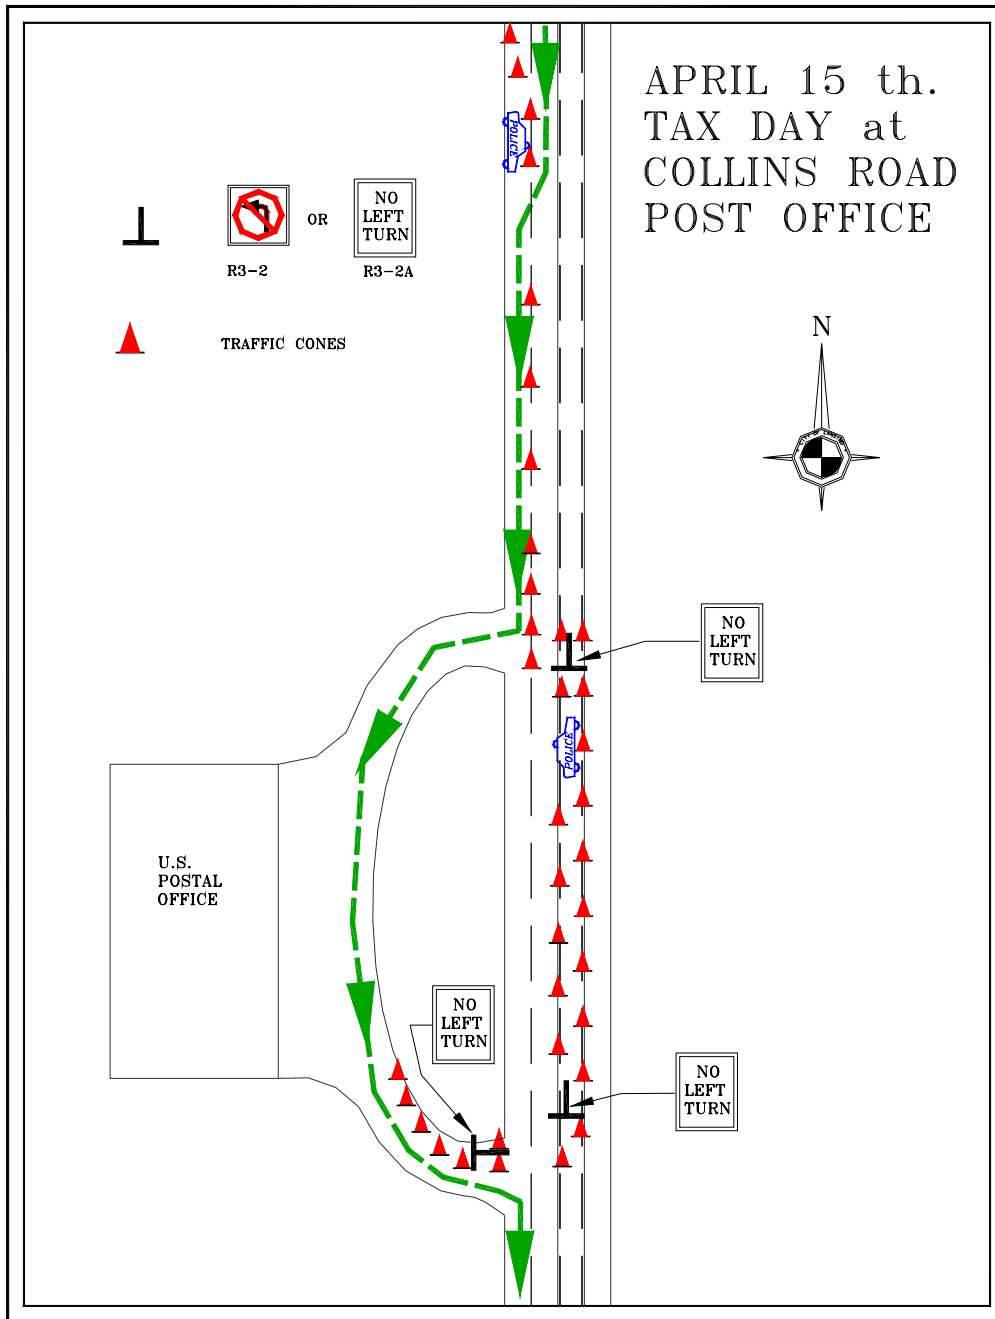 APRIL 15 th.
TAX DAY at
COLLINS ROAD
POST OFFICE
POLICE
NO
LEFT
TURN
OR
R3-2
R3-2A
TRAFFIC CONES
N
NO
LEFT
TURN
POLICE
U.S.
POSTAL
OFFICE
NO
LEFT
TURN
NO
LEFT
TURN